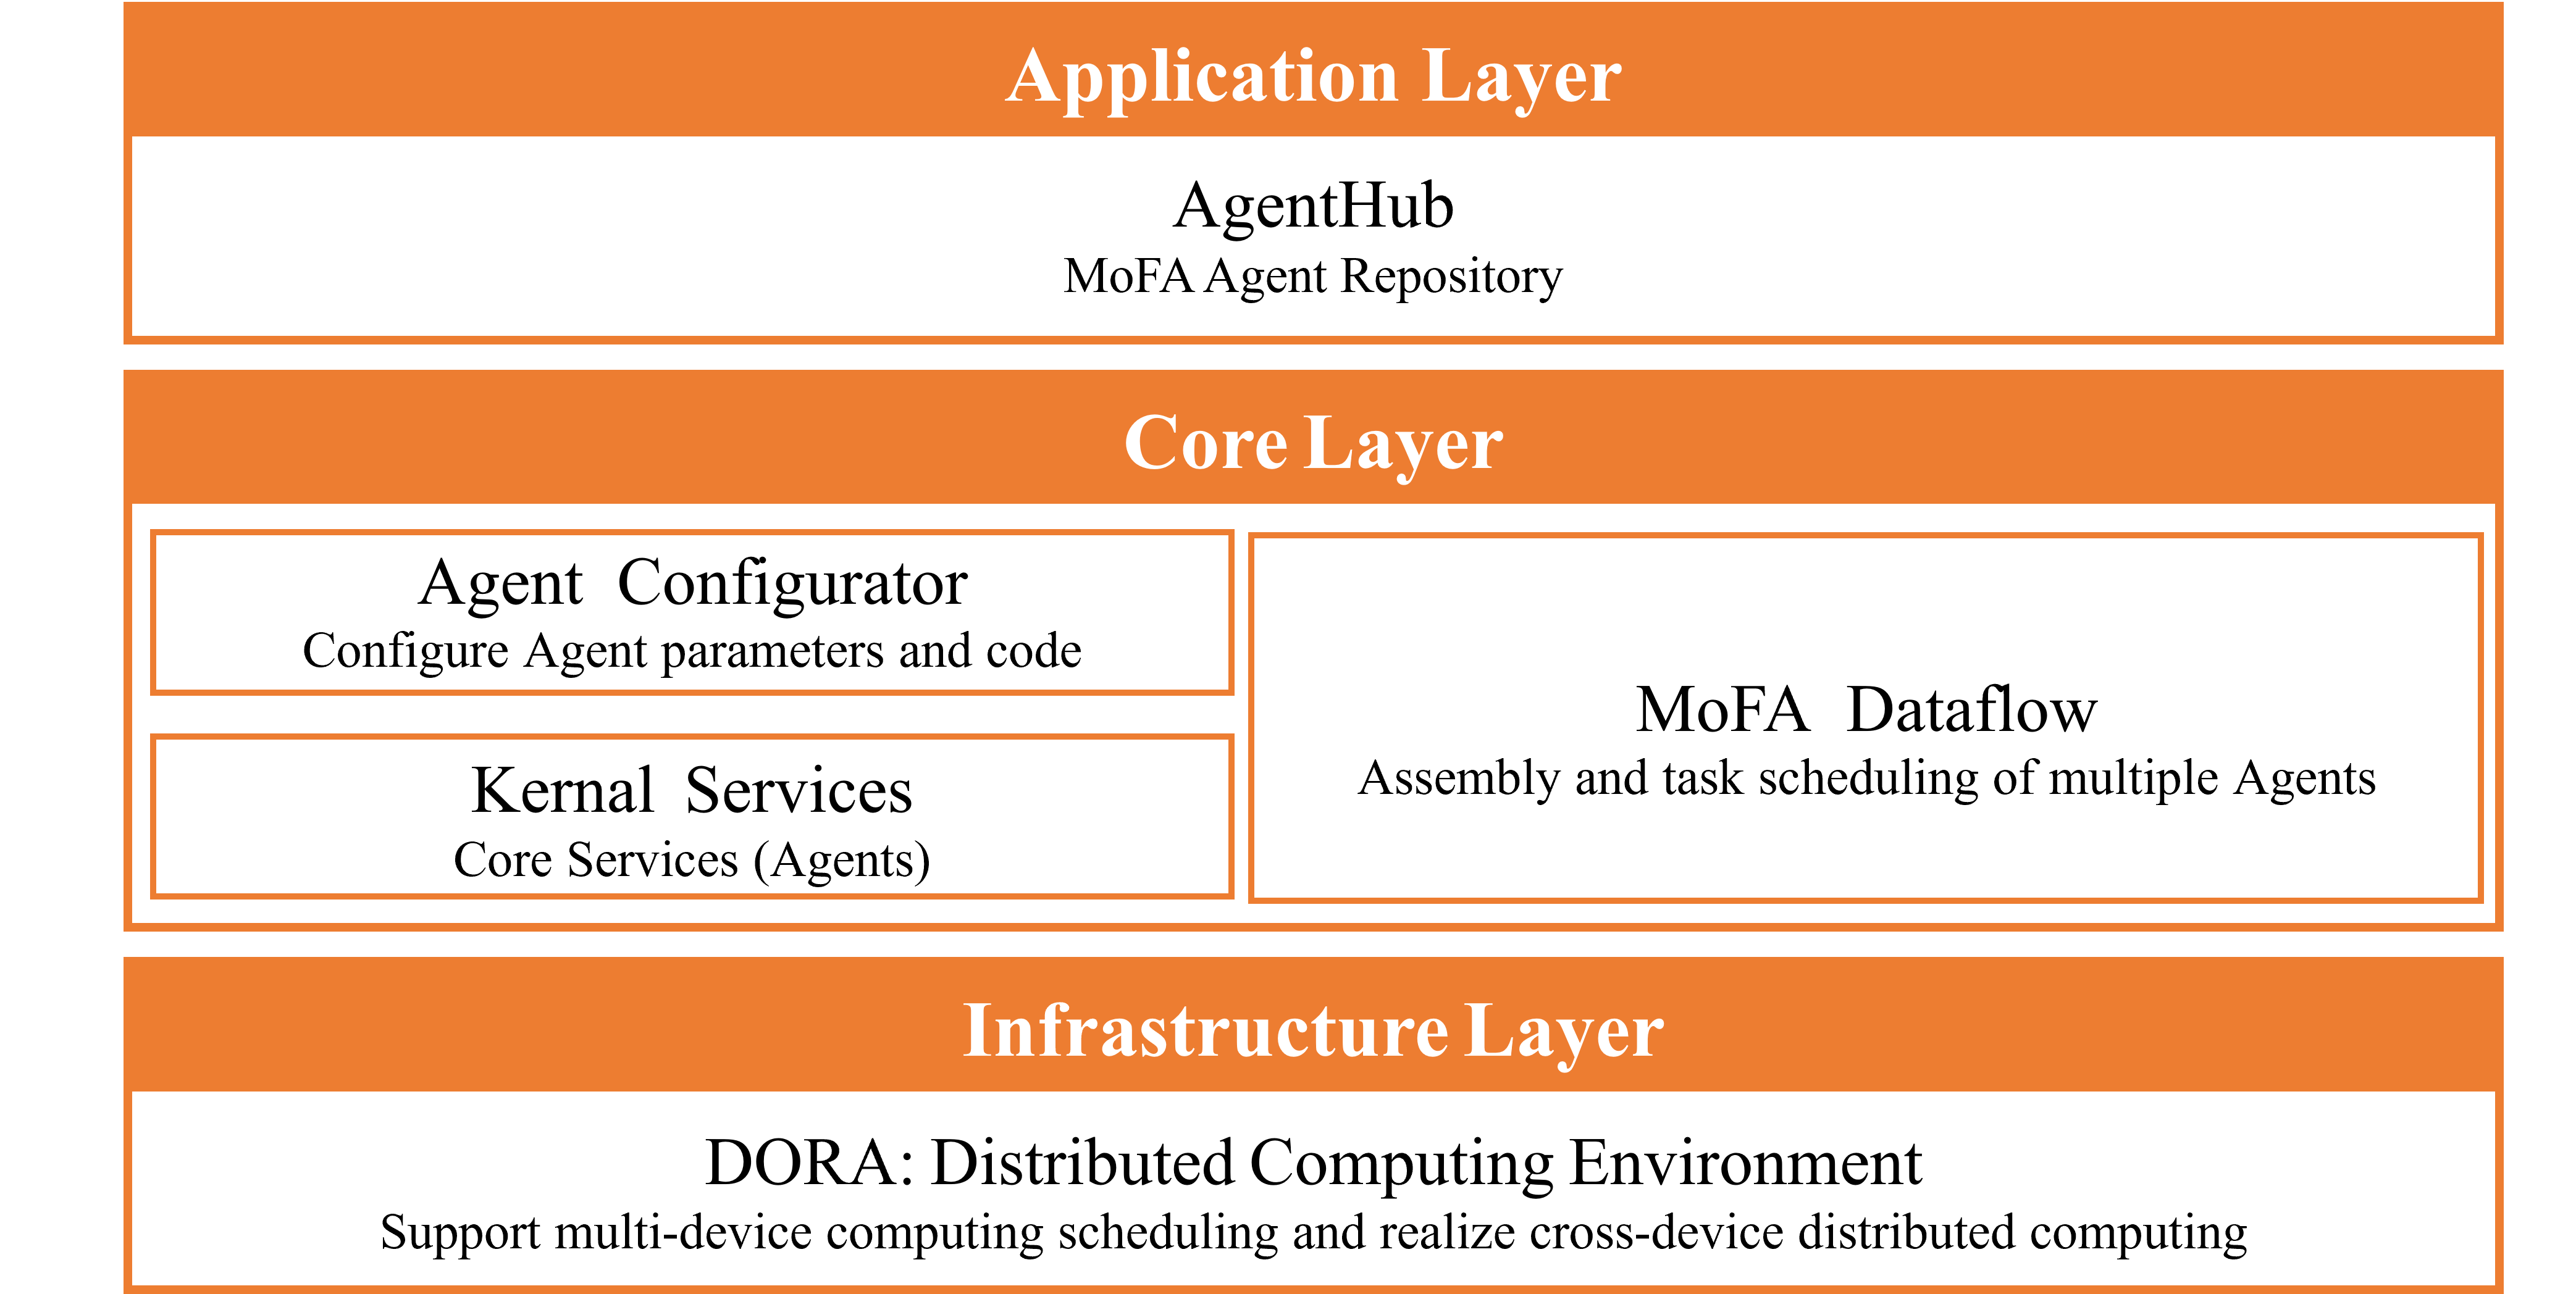 Application Layer
AgentHub
MoFA Agent Repository
Core Layer
Agent Configurator
Configure Agent parameters and code
Kernal Services
Core Services (Agents)
MoFA Dataflow
Assembly and task scheduling of multiple Agents
Infrastructure Layer
DORA: Distributed Computing Environment
Support multi-device computing scheduling and realize cross-device distributed computing